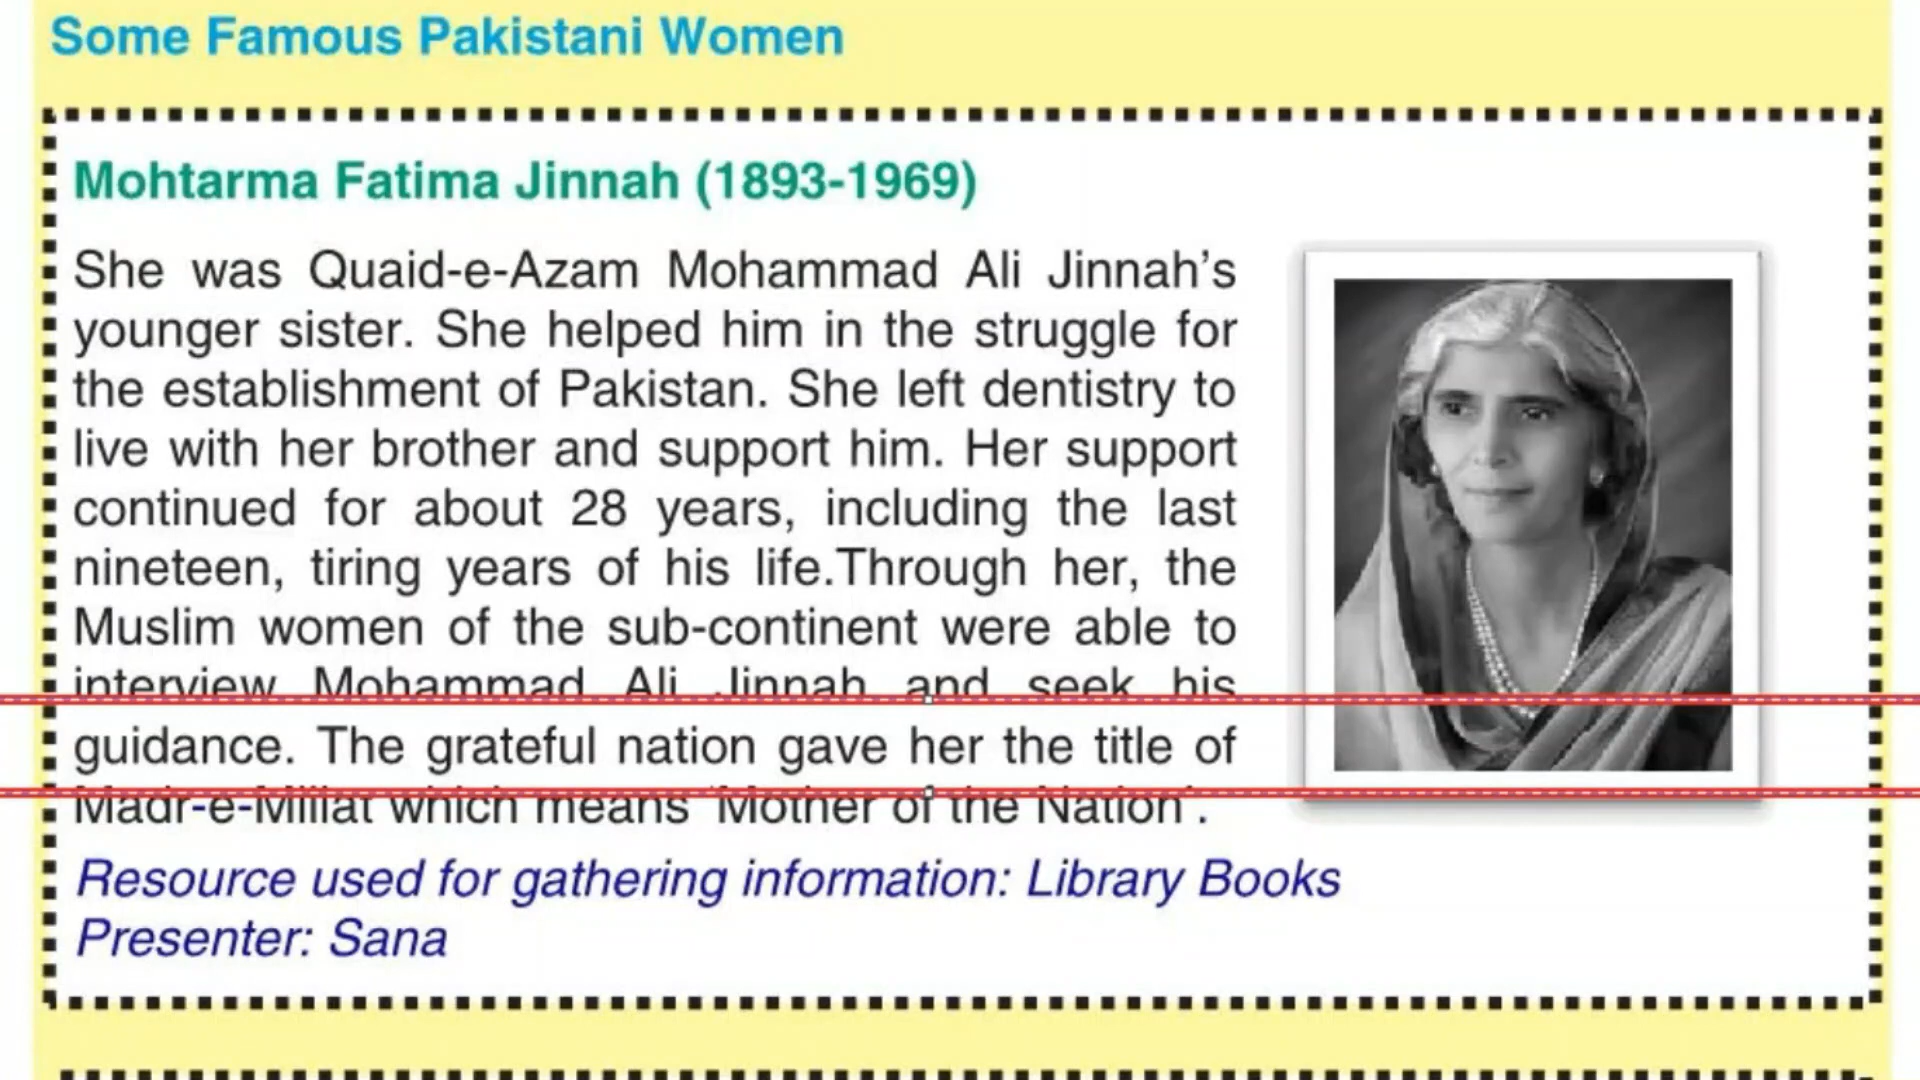 Some Famous Pakistani Women
Mohtarma Fatima Jinnah (1893-1969)
She was Quaid-e-Azam Mohammad Ali Jinnah's
younger sister. She helped him in the struggle for
the establishment of Pakistan. She left dentistry to
live with her brother and support him. Her support
continued for about 28 years, including the last
nineteen, tiring years of his life.Through her, the
Muslim women of the sub-continent were able to
interview Mohammad Ali Jinnah and seek his
guidance. The grateful nation gave her the title of
Madr-e-Millat which means 'Mother of the Nation'.
Resource used for gathering information: Library Books
Presenter: Sana